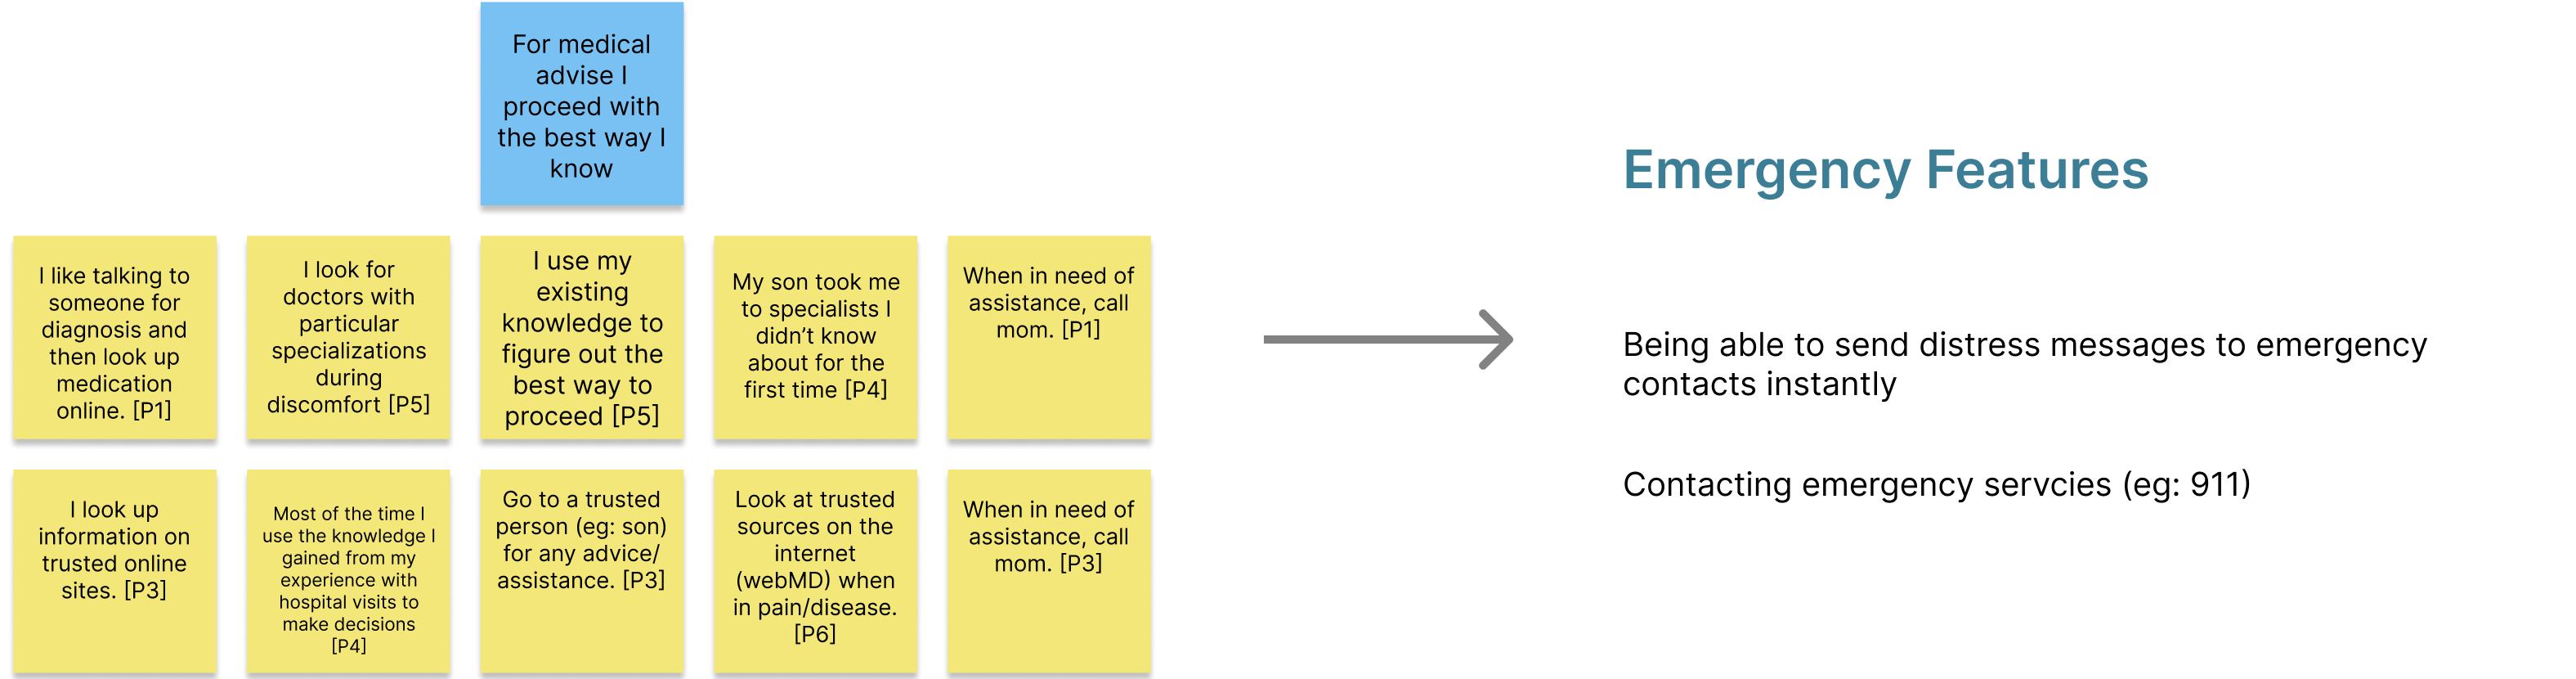 For medical
advise I
proceed with
the best way I
know
I like talking to
someone for
diagnosis and
then look up
medication
online. [P1]
I look for
doctors with
particular
specializations
during
discomfort [P5]
I use my
existing
knowledge to
figure out the
best way to
proceed [P5]
My son took me
to specialists I
didn’t know
about for the
first time [P4]
When in need of
assistance, call
mom. [P1]
I look up
information on
trusted online
sites. [P3]
Most of the time I
use the knowledge I
gained from my
experience with
hospital visits to
make decisions
[P4]
Go to a trusted
person (eg: son)
for any advice/
assistance. [P3]
Look at trusted
sources on the
internet
(webMD) when
in pain/disease.
[P6]
When in need of
assistance, call
mom. [P3]
Emergency Features
Being able to send distress messages to emergency
contacts instantly
Contacting emergency servcies (eg: 911)